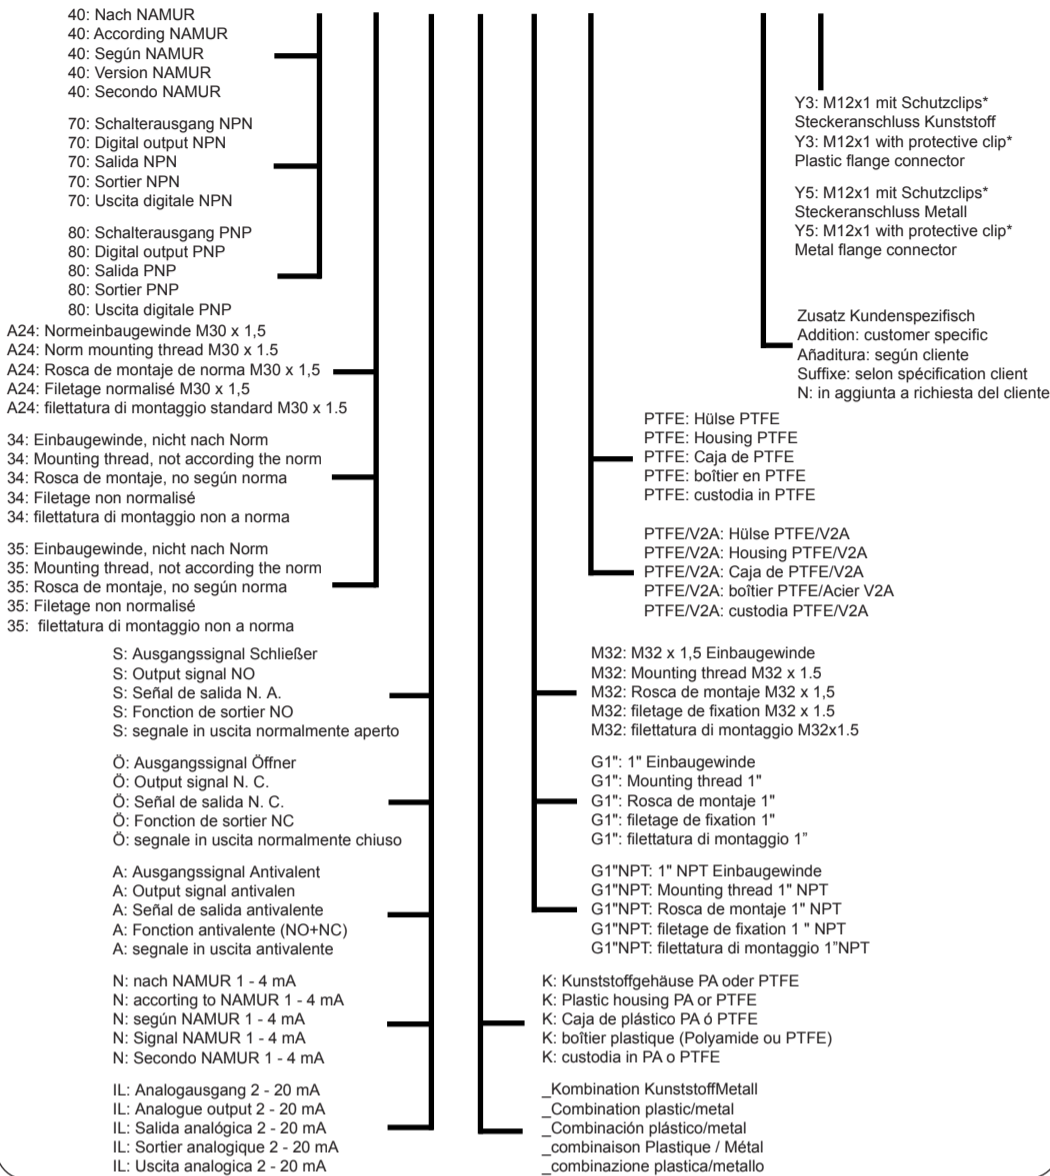 40: Nach NAMUR
40: According NAMUR
40: Según NAMUR
40: Version NAMUR
40: Secondo NAMUR
70: Schalterausgang NPN
70: Digital output NPN
70: Salida NPN
70: Sortier NPN
70: Uscita digitale NPN
80: Schalterausgang PNP
80: Digital output PNP
80: Salida PNP
80: Sortier PNP
80: Uscita digitale PNP
A24: Normeinbaugewinde M30 x 1,5
A24: Norm mounting thread M30 x 1.5
A24: Rosca de montaje de norma M30 x 1,5
A24: Filetage normalisé M30 x 1,5
A24: filettatura di montaggio standard M30 x 1.5
34: Einbaugewinde, nicht nach Norm
34: Mounting thread, not according the norm
34: Rosca de montaje, no según norma
34: Filetage non normalisé
34: filettatura di montaggio non a norma
35: Einbaugewinde, nicht nach Norm
35: Mounting thread, not according the norm
35: Rosca de montaje, no según norma
35: Filetage non normalisé
35: filettatura di montaggio non a norma
S: Ausgangssignal Schließer
S: Output signal NO
S: Señal de salida N. A.
S: Fonction de sortier NO
S: segnale in uscita normalmente aperto
Ö: Ausgangssignal Öffner
Ö: Output signal N. C.
Ö: Señal de salida N. C.
Ö: Fonction de sortier NC
Ö: segnale in uscita normalmente chiuso
A: Ausgangssignal Antivalent
A: Output signal antivalen
A: Señal de salida antivalente
A: Fonction antivalente (NO+NC)
A: segnale in uscita antivalente
N: nach NAMUR 1 - 4 mA
N: accorting to NAMUR 1 - 4 mA
N: según NAMUR 1 - 4 mA
N: Signal NAMUR 1 - 4 mA
N: Secondo NAMUR 1 - 4 mA
IL: Analogausgang 2 - 20 mA
IL: Analogue output 2 - 20 mA
IL: Salida analógica 2 - 20 mA
IL: Sortier analogique 2 - 20 mA
IL: Uscita analogica 2 - 20 mA
Y3: M12x1 mit Schutzclips*
Steckeranschluss Kunststoff
Y3: M12x1 with protective clip*
Plastic flange connector
Y5: M12x1 mit Schutzclips*
Steckeranschluss Metall
Y5: M12x1 with protective clip*
Metal flange connector
Zusatz Kundenspezifisch
Addition: customer specific
Añaditura: según cliente
Suffixe: selon spécification client
N: in aggiunta a richiesta del cliente
PTFE: Hülse PTFE
PTFE: Housing PTFE
PTFE: Caja de PTFE
PTFE: boîtier en PTFE
PTFE: custodia in PTFE
PTFE/V2A: Hülse PTFE/V2A
PTFE/V2A: Housing PTFE/V2A
PTFE/V2A: Caja de PTFE/V2A
PTFE/V2A: boîtier PTFE/Acier V2A
PTFE/V2A: custodia PTFE/V2A
M32: M32 x 1,5 Einbaugewinde
M32: Mounting thread M32 x 1.5
M32: Rosca de montaje M32 x 1,5
M32: filetage de fixation M32 x 1.5
M32: filettatura di montaggio M32x1.5
G1": 1" Einbaugewinde
G1": Mounting thread 1"
G1": Rosca de montaje 1"
G1": filetage de fixation 1"
G1": filettatura di montaggio 1”
G1"NPT: 1" NPT Einbaugewinde
G1"NPT: Mounting thread 1" NPT
G1"NPT: Rosca de montaje 1" NPT
G1"NPT: filetage de fixation 1 " NPT
G1"NPT: filettatura di montaggio 1”NPT
K: Kunststoffgehäuse PA oder PTFE
K: Plastic housing PA or PTFE
K: Caja de plástico PA ó PTFE
K: boîtier plastique (Polyamide ou PTFE)
K: custodia in PA o PTFE
_Kombination KunststoffMetall
_Combination plastic/metal
_Combinación plástico/metal
_combinaison Plastique / Métal
_combinazione plastica/metallo